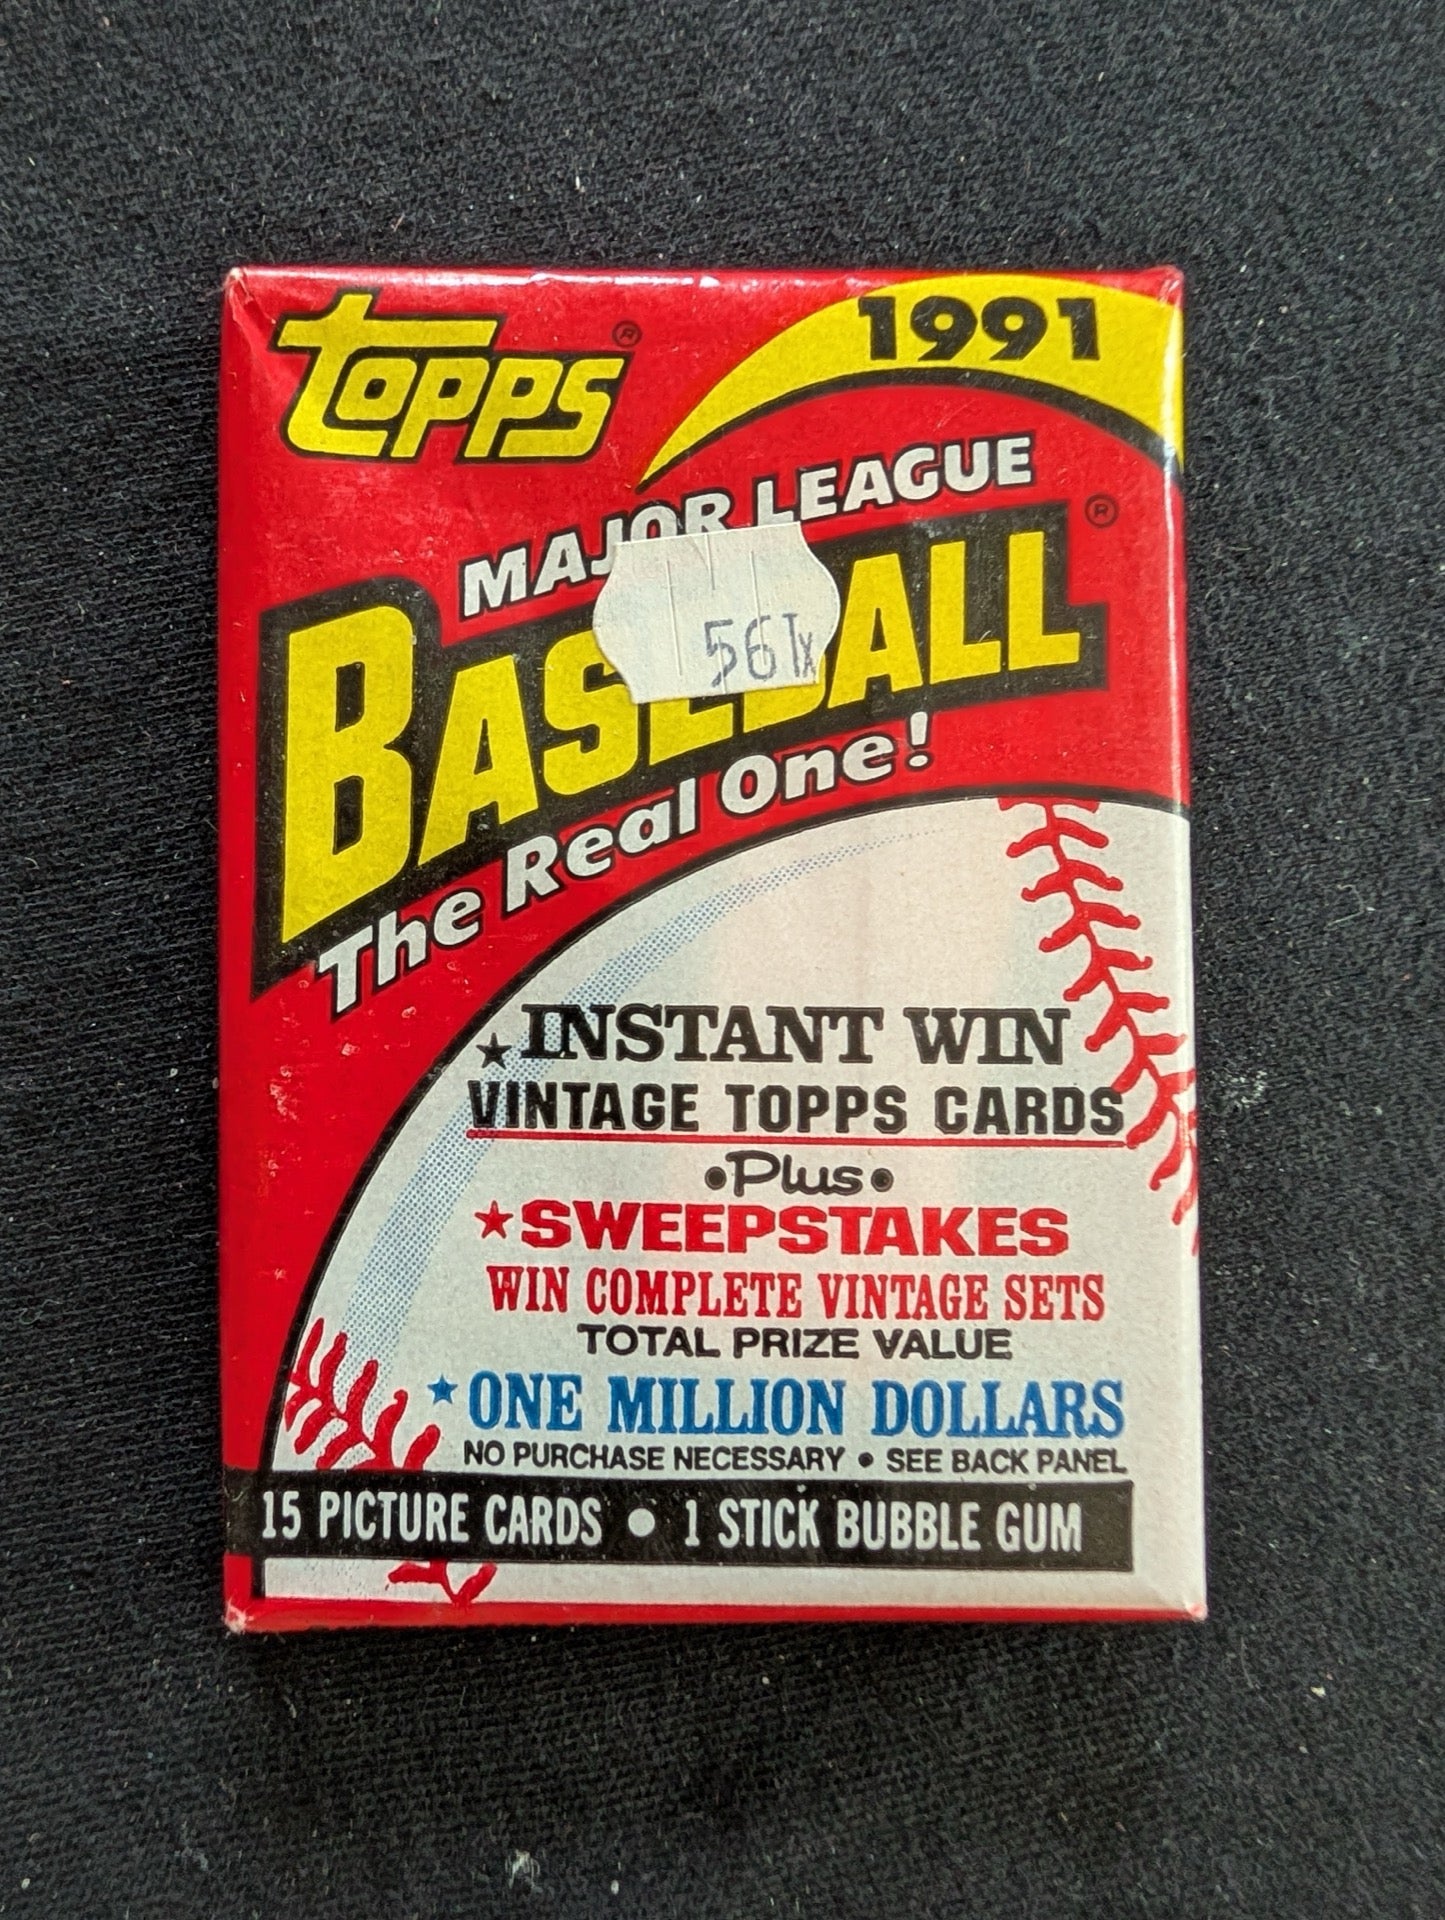 Topps®
1991
MAJOR LEAGUE
BASEBALL®
561x
The Real One!
★ INSTANT WIN
VINTAGE TOPPS CARDS
•Plus•
★ SWEEPSTAKES
WIN COMPLETE VINTAGE SETS
TOTAL PRIZE VALUE
★ ONE MILLION DOLLARS
NO PURCHASE NECESSARY • SEE BACK PANEL
15 PICTURE CARDS • 1 STICK BUBBLE GUM